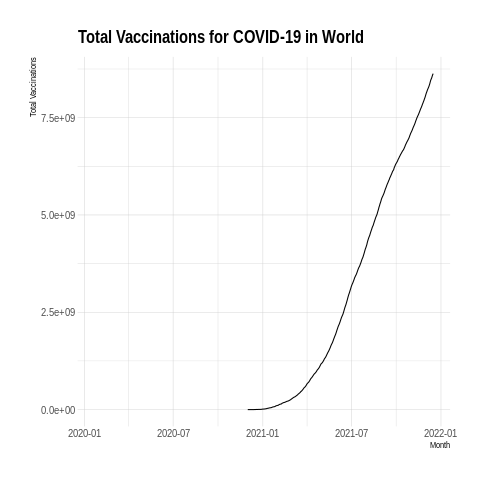 Total Vaccinations for COVID-19 in World
Total Vaccinations
7.5e+09
5.0e+09
2.5e+09
0.0e+00
2020-01 2020-07 2021-01 2021-07 2022-01
Month